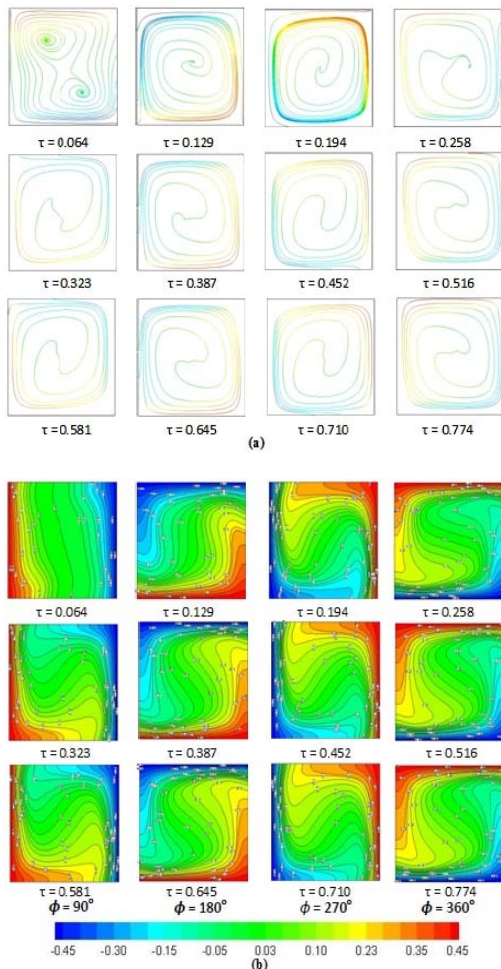 τ = 0.064 τ = 0.129 τ = 0.194 τ = 0.258
τ = 0.323 τ = 0.387 τ = 0.452 τ = 0.516
τ = 0.581 τ = 0.645 τ = 0.710 τ = 0.774
(a)
τ = 0.064 τ = 0.129 τ = 0.194 τ = 0.258
τ = 0.323 τ = 0.387 τ = 0.452 τ = 0.516
τ = 0.581 τ = 0.645 τ = 0.710 τ = 0.774
ϕ = 90° ϕ = 180° ϕ = 270° ϕ = 360°
-0.45 -0.30 -0.15 -0.05 0.03 0.10 0.23 0.35 0.45
(b)